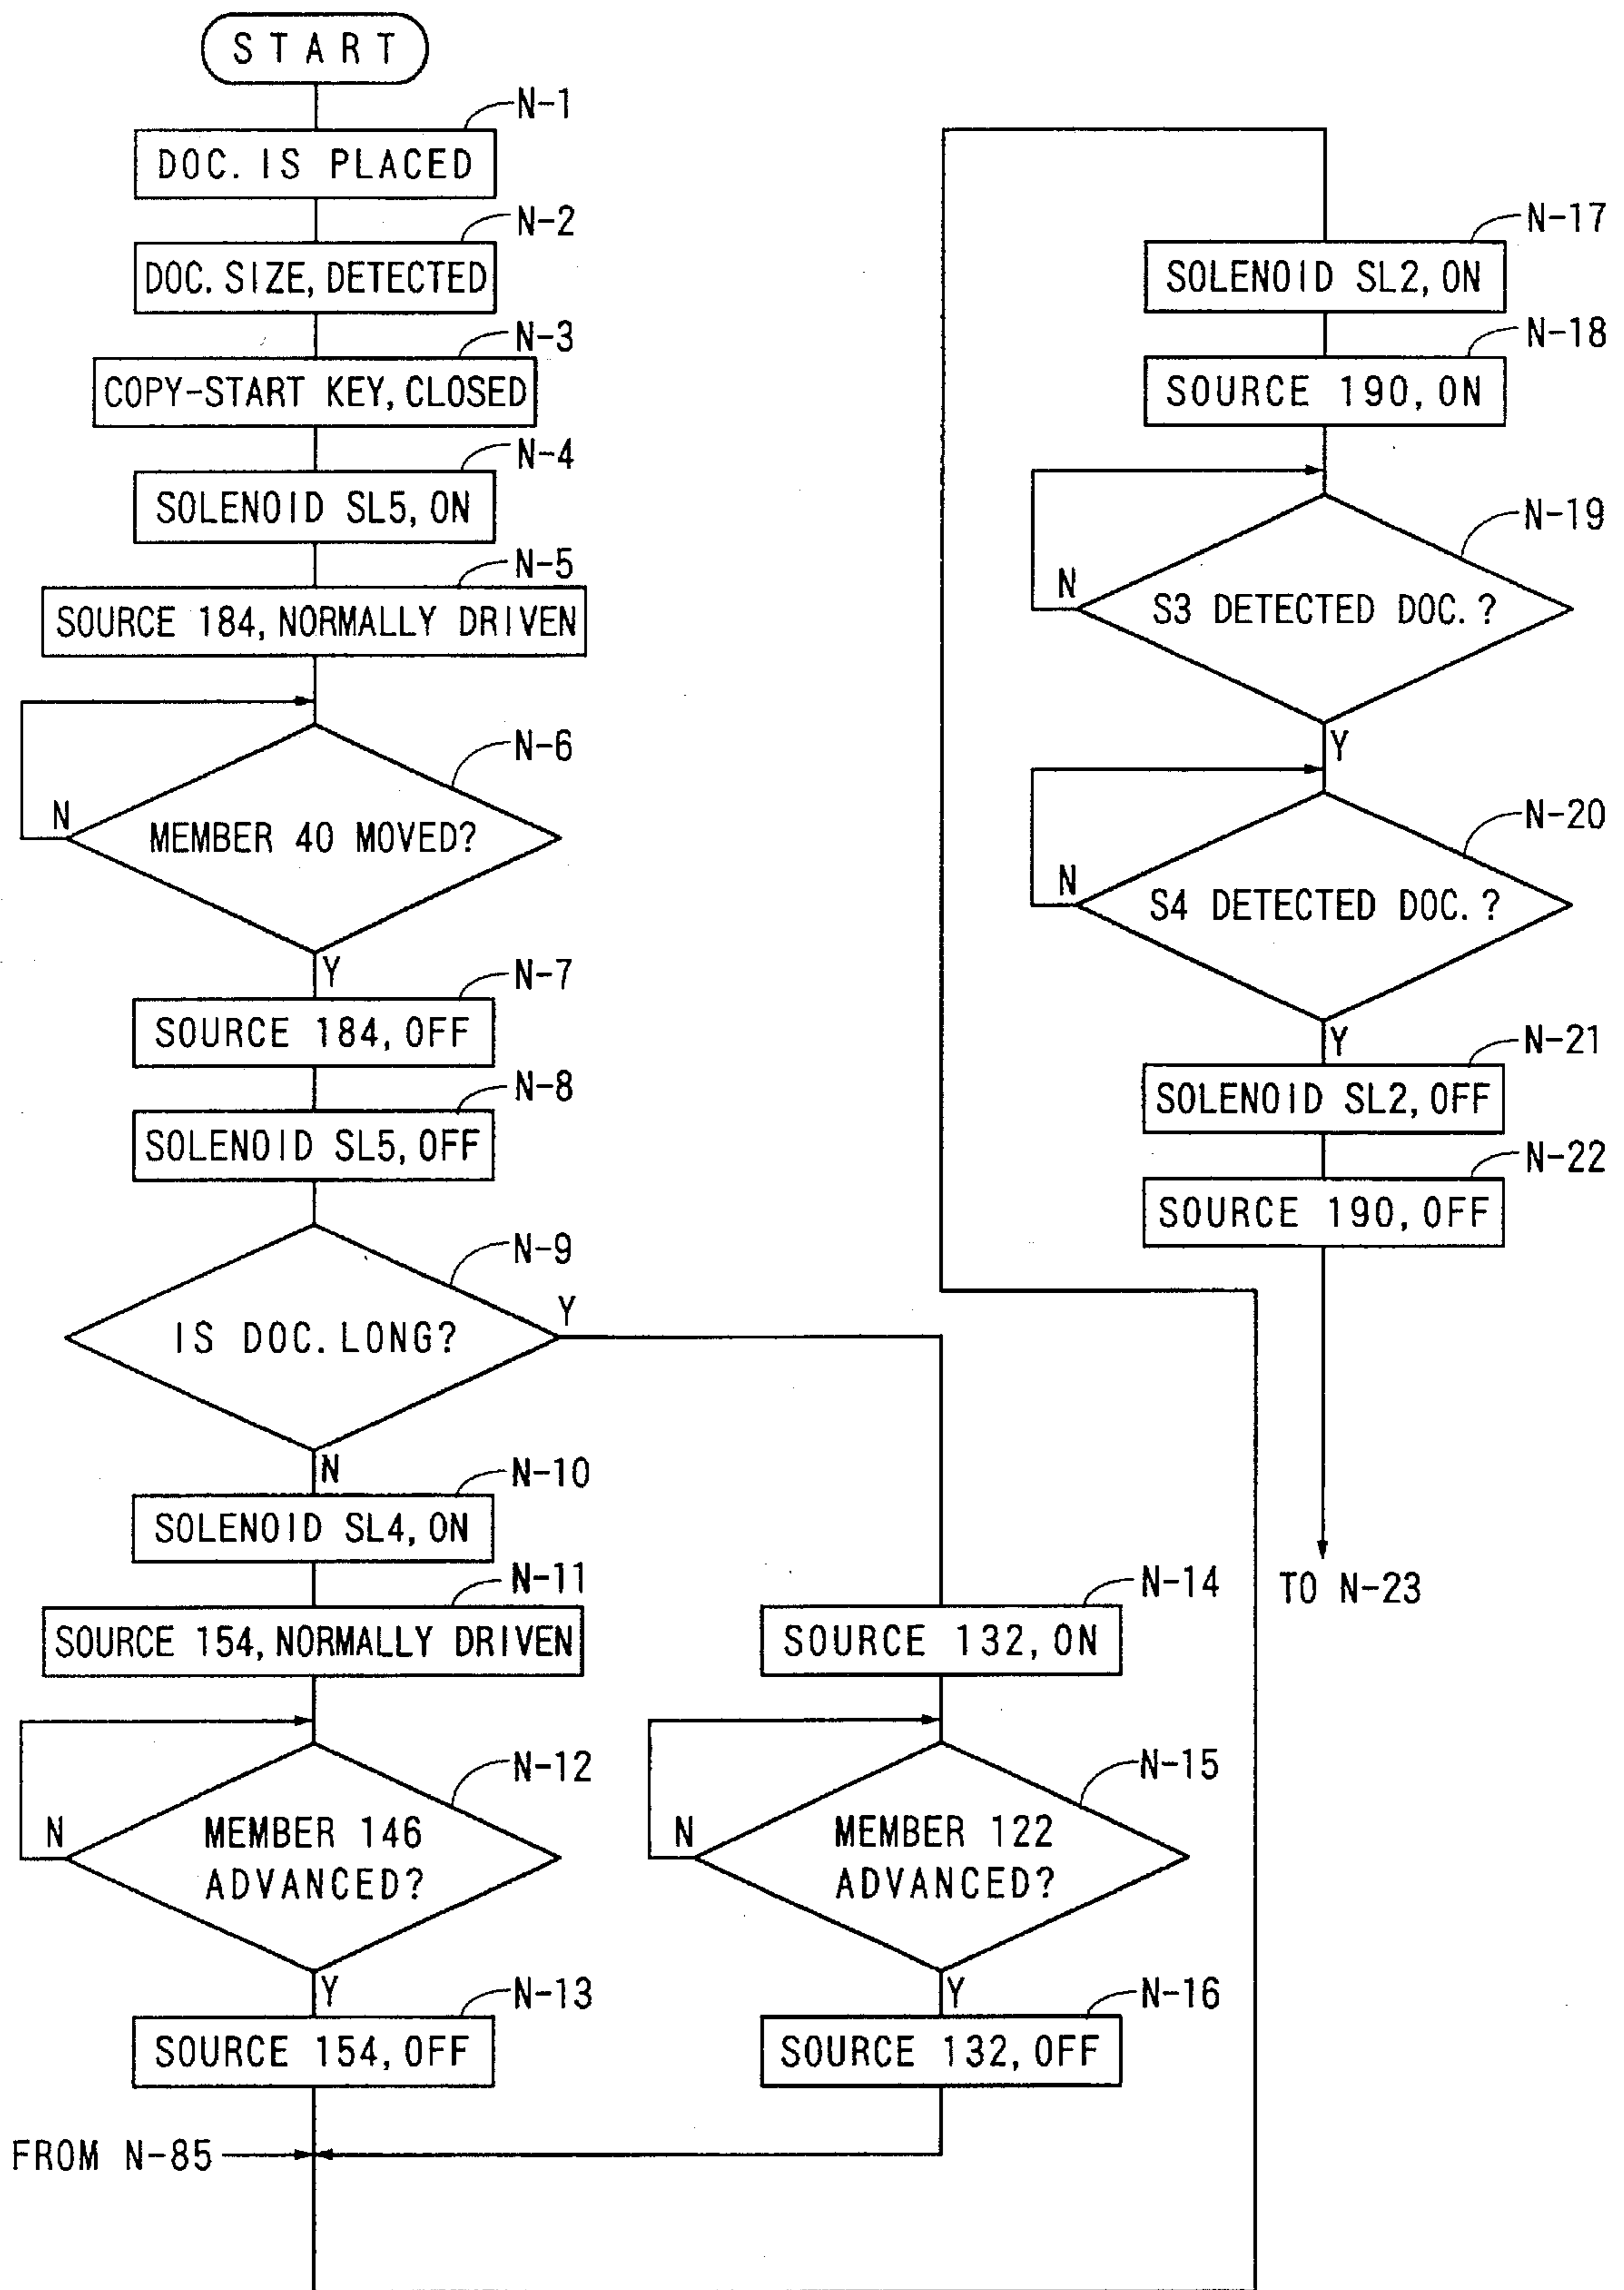 START
N-1
DOC. IS PLACED
N-2
DOC. SIZE, DETECTED
N-3
COPY-START KEY, CLOSED
N-4
SOLENOID SL5, ON
N-5
SOURCE 184, NORMALLY DRIVEN
N-6
N
MEMBER 40 MOVED?
Y
N-7
SOURCE 184, OFF
N-8
SOLENOID SL5, OFF
N-9
Y
IS DOC. LONG?
N
N-10
SOLENOID SL4, ON
N-11
SOURCE 154, NORMALLY DRIVEN
N-12
N
MEMBER 146
ADVANCED?
Y
N-13
SOURCE 154, OFF
FROM N-85
N-14
SOURCE 132, ON
N-15
N
MEMBER 122
ADVANCED?
Y
N-16
SOURCE 132, OFF
N-17
SOLENOID SL2, ON
N-18
SOURCE 190, ON
N-19
N
S3 DETECTED DOC. ?
Y
N-20
N
S4 DETECTED DOC. ?
Y
N-21
SOLENOID SL2, OFF
N-22
SOURCE 190, OFF
TO N-23